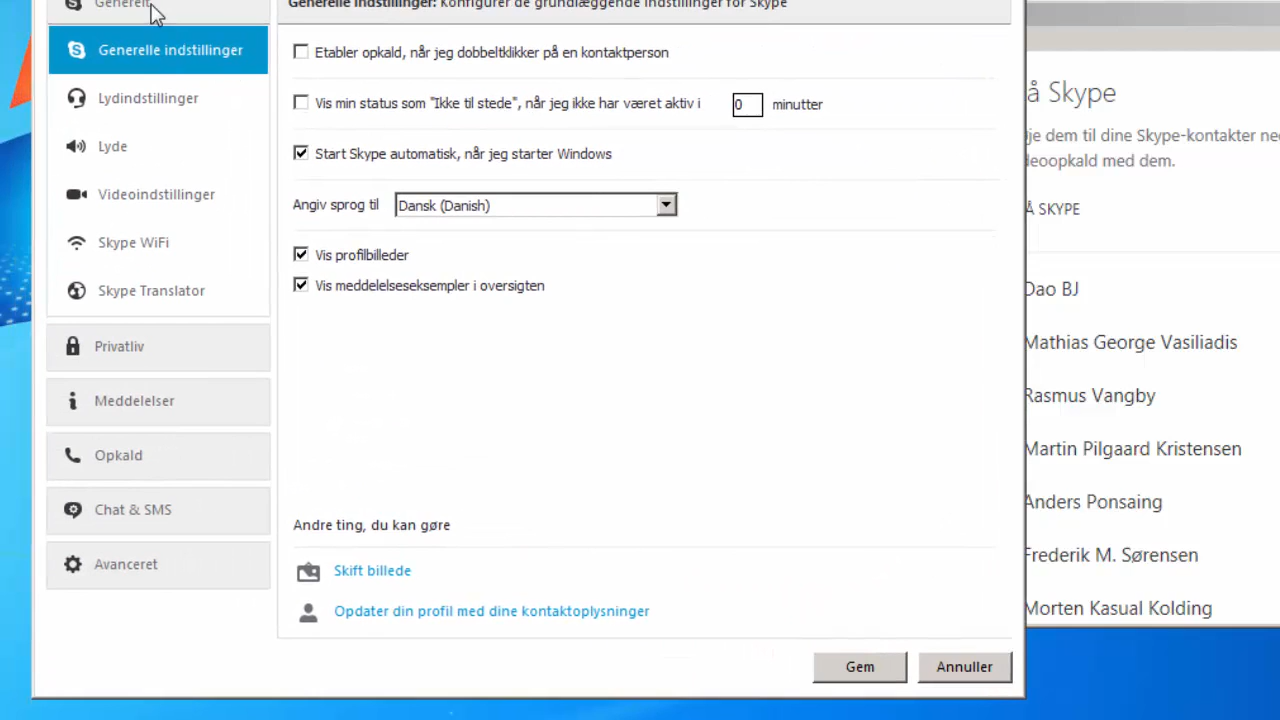 Generelt
Generelle indstillinger: Konfigurer de grundlæggende indstillinger for Skype
Generelle indstillinger
Lydindstillinger
Lyde
Videoindstillinger
Skype WiFi
Skype Translator
Privatliv
Meddelelser
Opkald
Chat & SMS
Avanceret
Etabler opkald, når jeg dobbeltklikker på en kontaktperson
Vis min status som "Ikke til stede", når jeg ikke har været aktiv i 0 minutter
Start Skype automatisk, når jeg starter Windows
Angiv sprog til Dansk (Danish)
Vis profilbilleder
Vis meddelelseseksempler i oversigten
Andre ting, du kan gøre
Skift billede
Opdater din profil med dine kontaktoplysninger
Gem Annuller
å Skype
øje dem til dine Skype-kontakter ne
deoopkald med dem.
Å SKYPE
Dao BJ
Mathias George Vasiliadis
Rasmus Vangby
Martin Pilgaard Kristensen
Anders Ponsaing
Frederik M. Sørensen
Morten Kasual Kolding